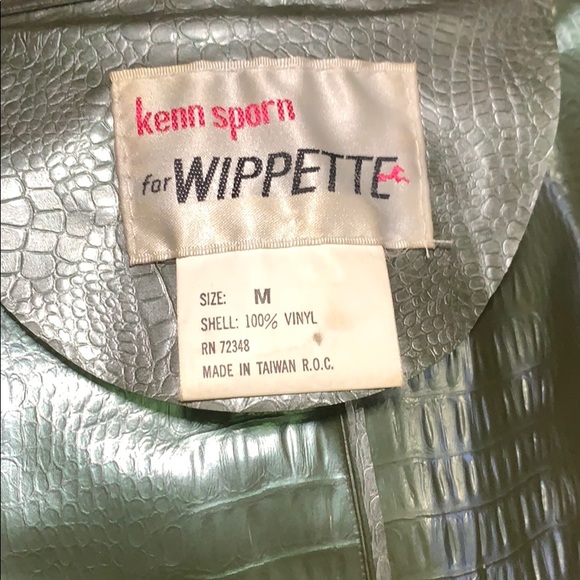 kenn sporn
for WIPPETTE
SIZE: M
SHELL: 100% VINYL
RN 72348
MADE IN TAIWAN R.O.C.